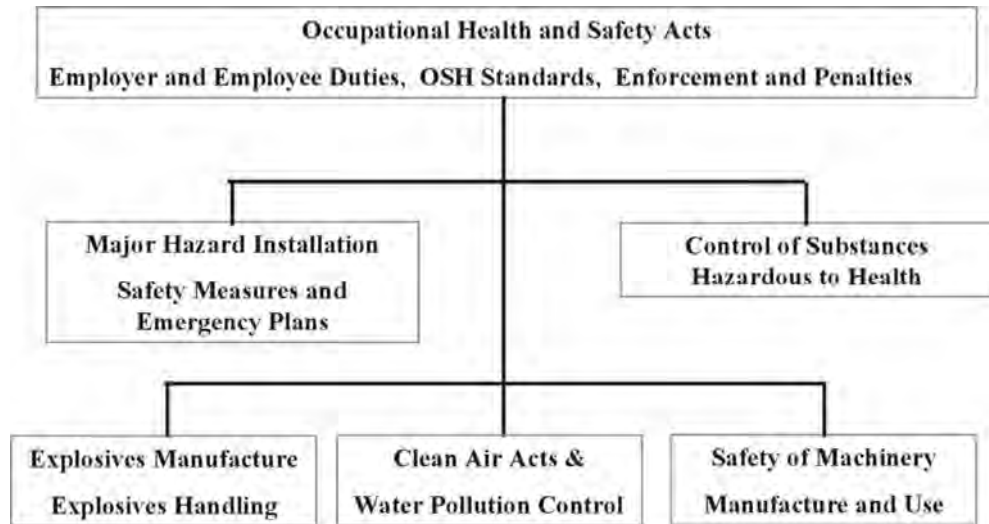 Occupational Health and Safety Acts
Employer and Employee Duties, OSH Standards, Enforcement and Penalties
Major Hazard Installation
Safety Measures and
Emergency Plans
Control of Substances
Hazardous to Health
Explosives Manufacture
Explosives Handling
Clean Air Acts &
Water Pollution Control
Safety of Machinery
Manufacture and Use